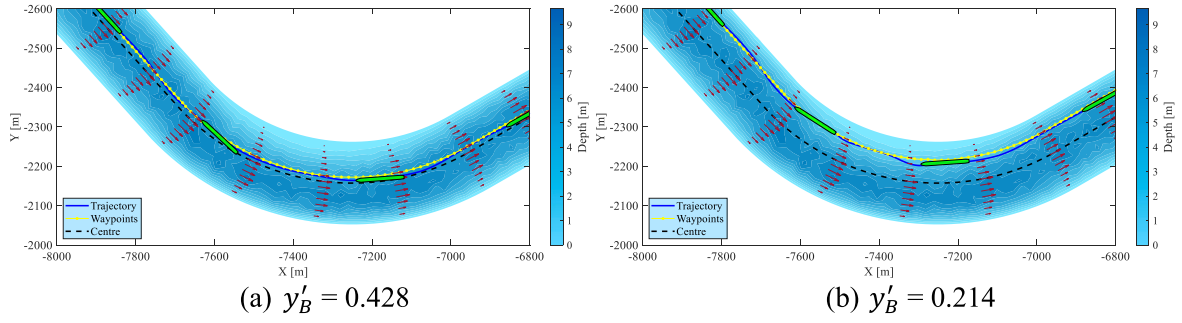 -2600
-2500
-2400
-2300
-2200
-2100
-2000
Y [m]
-8000 -7800 -7600 -7400 -7200 -7000 -6800
X [m]
Trajectory
Waypoints
Centre
9
8
7
6
5
4
3
2
1
0
Depth [m]
(a) y′_B = 0.428
-2600
-2500
-2400
-2300
-2200
-2100
-2000
Y [m]
-8000 -7800 -7600 -7400 -7200 -7000 -6800
X [m]
Trajectory
Waypoints
Centre
9
8
7
6
5
4
3
2
1
0
Depth [m]
(b) y′_B = 0.214